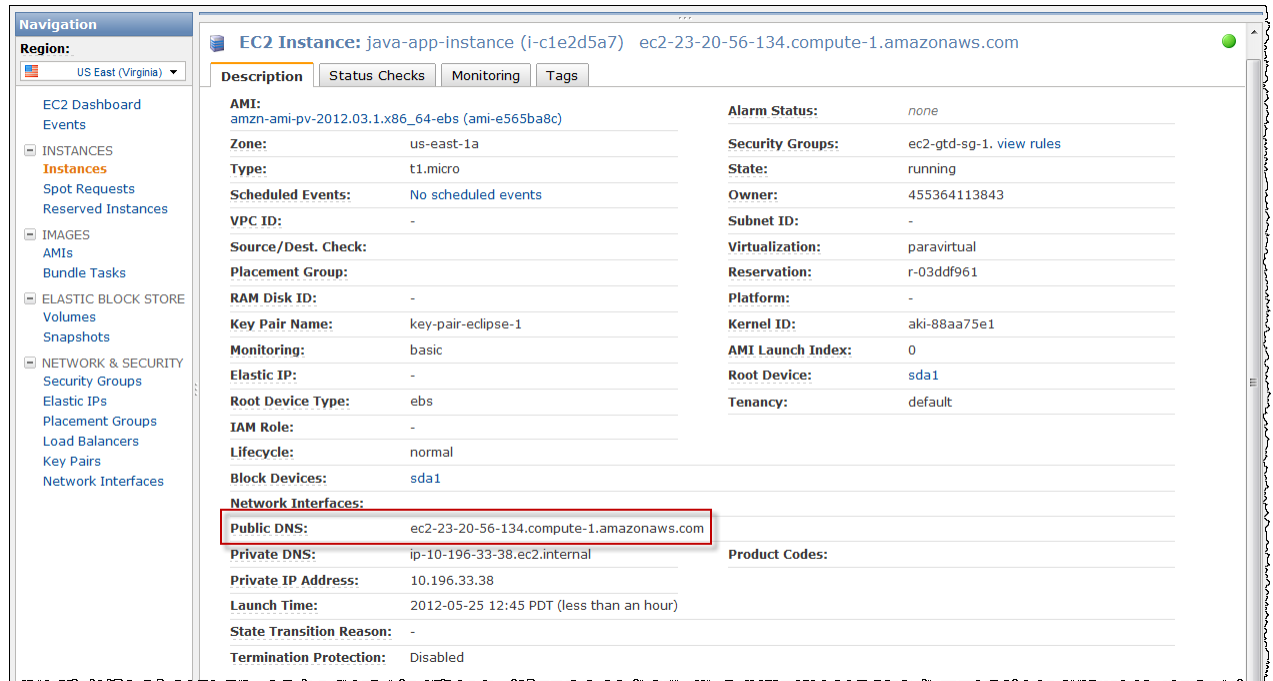 Navigation
Region:
US East (Virginia)
EC2 Dashboard
Events
INSTANCES
Instances
Spot Requests
Reserved Instances
IMAGES
AMIs
Bundle Tasks
ELASTIC BLOCK STORE
Volumes
Snapshots
NETWORK & SECURITY
Security Groups
Elastic IPs
Placement Groups
Load Balancers
Key Pairs
Network Interfaces
EC2 Instance: java-app-instance (i-c1e2d5a7) ec2-23-20-56-134.compute-1.amazonaws.com
Description Status Checks Monitoring Tags
AMI:
amzn-ami-pv-2012.03.1.x86_64-ebs (ami-e565ba8c)
Alarm Status: none
Zone: us-east-1a
Security Groups: ec2-gtd-sg-1. view rules
Type: t1.micro
State: running
Scheduled Events: No scheduled events
Owner: 455364113843
VPC ID: -
Subnet ID: -
Source/Dest. Check:
Virtualization: paravirtual
Placement Group:
Reservation: r-03ddf961
RAM Disk ID: -
Platform: -
Key Pair Name: key-pair-eclipse-1
Kernel ID: aki-88aa75e1
Monitoring: basic
AMI Launch Index: 0
Elastic IP: -
Root Device: sda1
Root Device Type: ebs
Tenancy: default
IAM Role: -
Lifecycle: normal
Block Devices: sda1
Network Interfaces:
Public DNS: ec2-23-20-56-134.compute-1.amazonaws.com
Private DNS: ip-10-196-33-38.ec2.internal
Product Codes:
Private IP Address: 10.196.33.38
Launch Time: 2012-05-25 12:45 PDT (less than an hour)
State Transition Reason: -
Termination Protection: Disabled